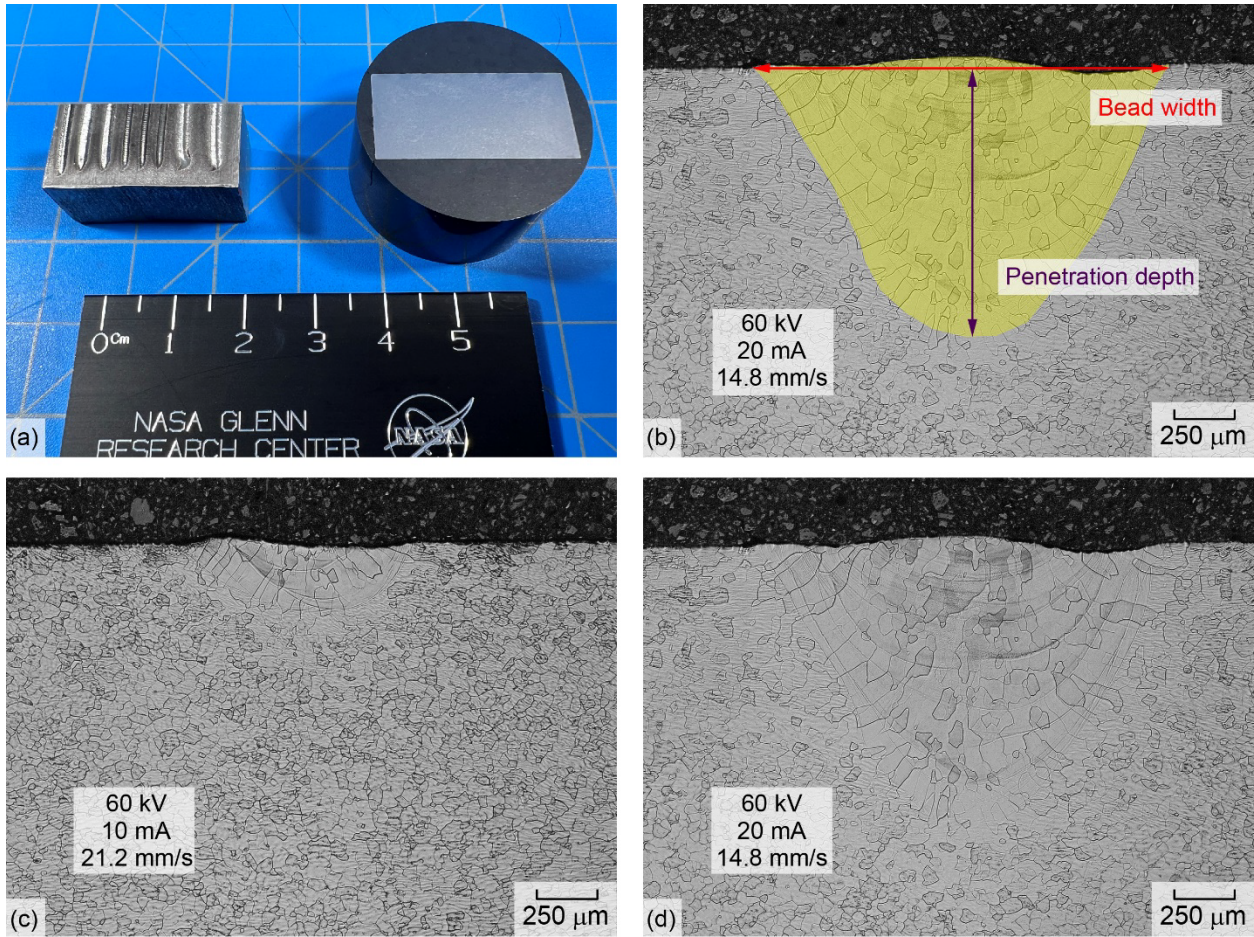 0 Cm 1 2 3 4 5
NASA GLENN
RESEARCH CENTER
NASA
(a)
Bead width
Penetration depth
60 kV
20 mA
14.8 mm/s
250 μm
(b)
60 kV
10 mA
21.2 mm/s
250 μm
(c)
60 kV
20 mA
14.8 mm/s
250 μm
(d)